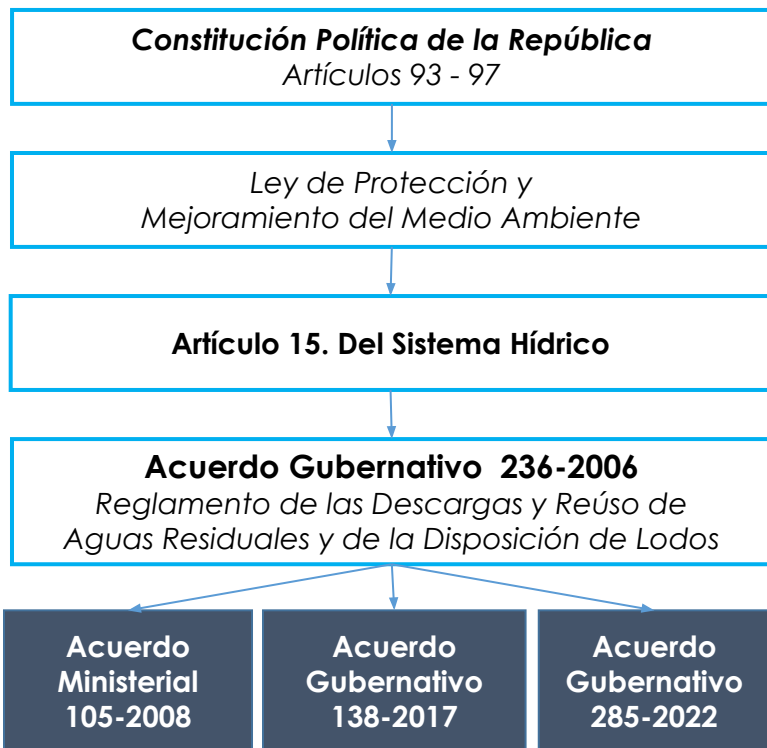 Constitución Política de la República
Artículos 93 - 97
Ley de Protección y
Mejoramiento del Medio Ambiente
Artículo 15. Del Sistema Hídrico
Acuerdo Gubernativo 236-2006
Reglamento de las Descargas y Reúso de
Aguas Residuales y de la Disposición de Lodos
Acuerdo
Ministerial
105-2008
Acuerdo
Gubernativo
138-2017
Acuerdo
Gubernativo
285-2022